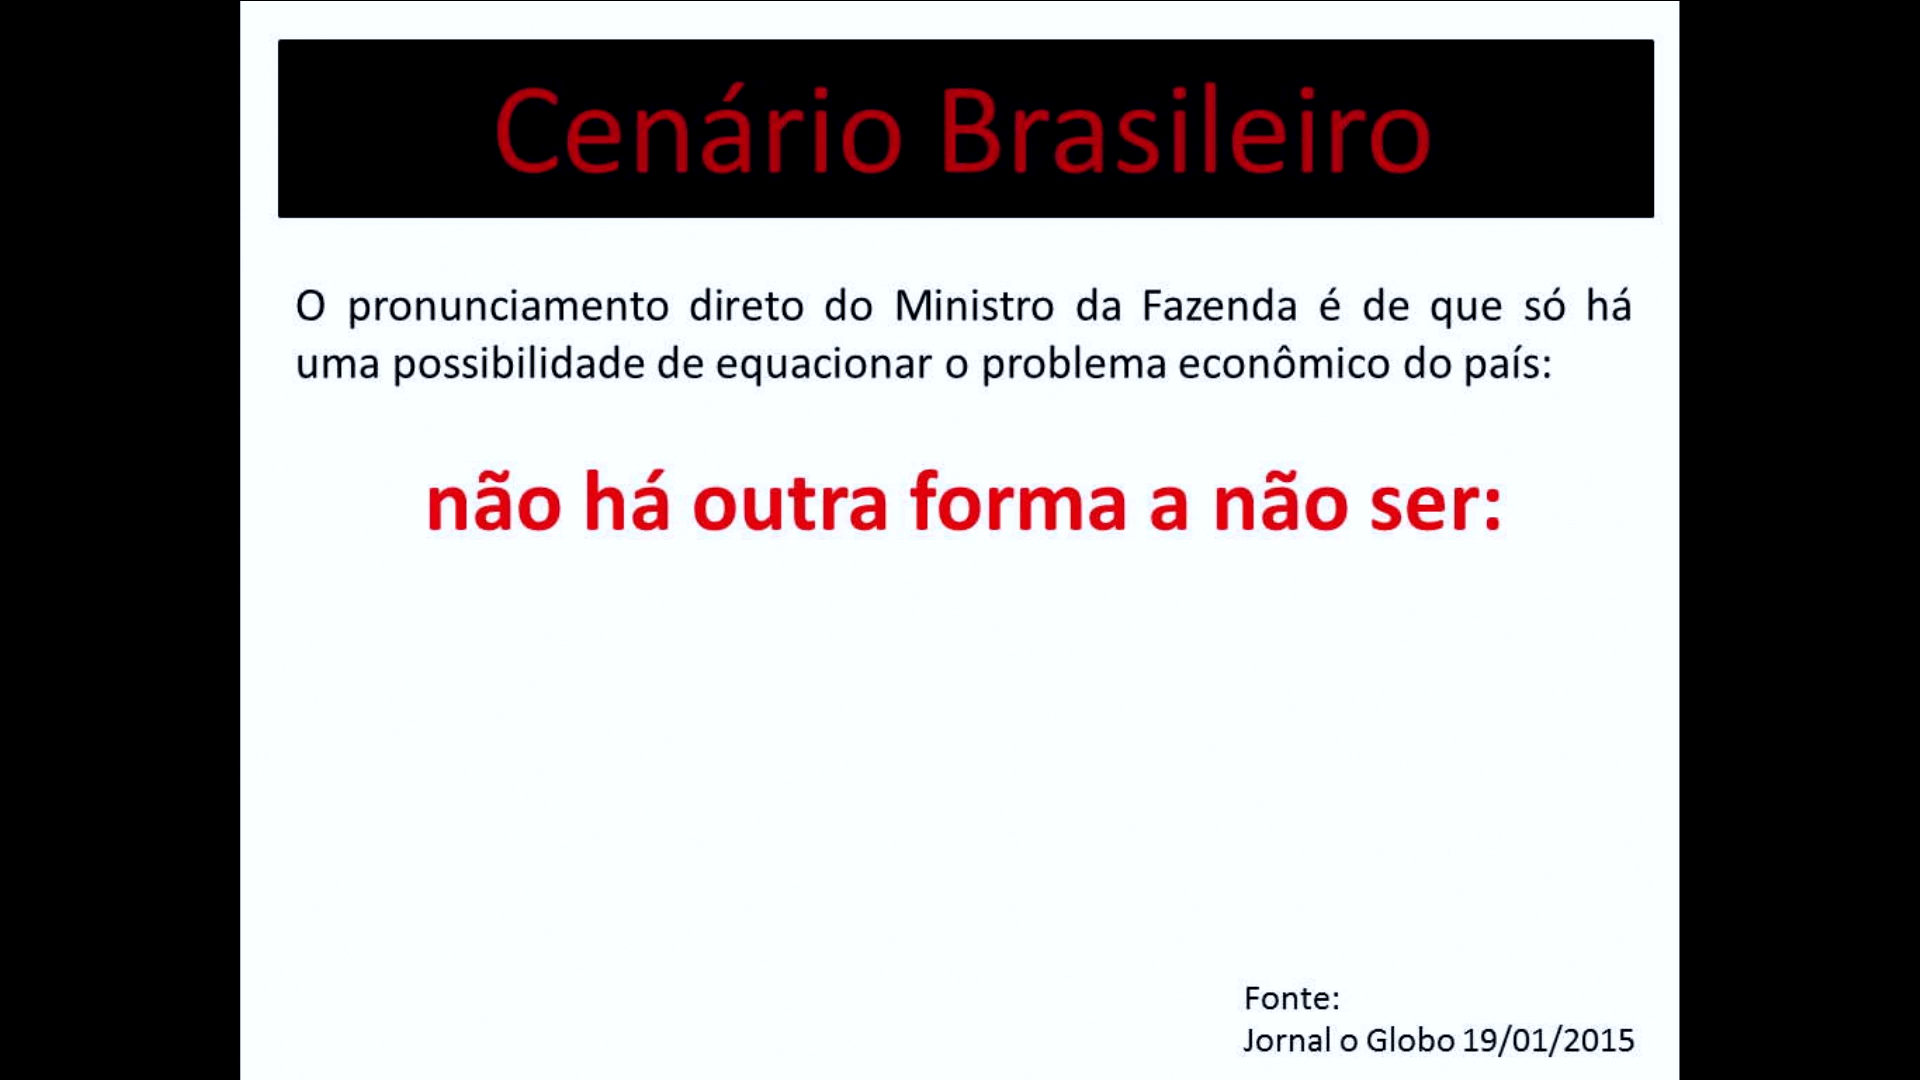 Cenário Brasileiro
O pronunciamento direto do Ministro da Fazenda é de que só há
uma possibilidade de equacionar o problema econômico do país:
não há outra forma a não ser:
Fonte:
Jornal o Globo 19/01/2015